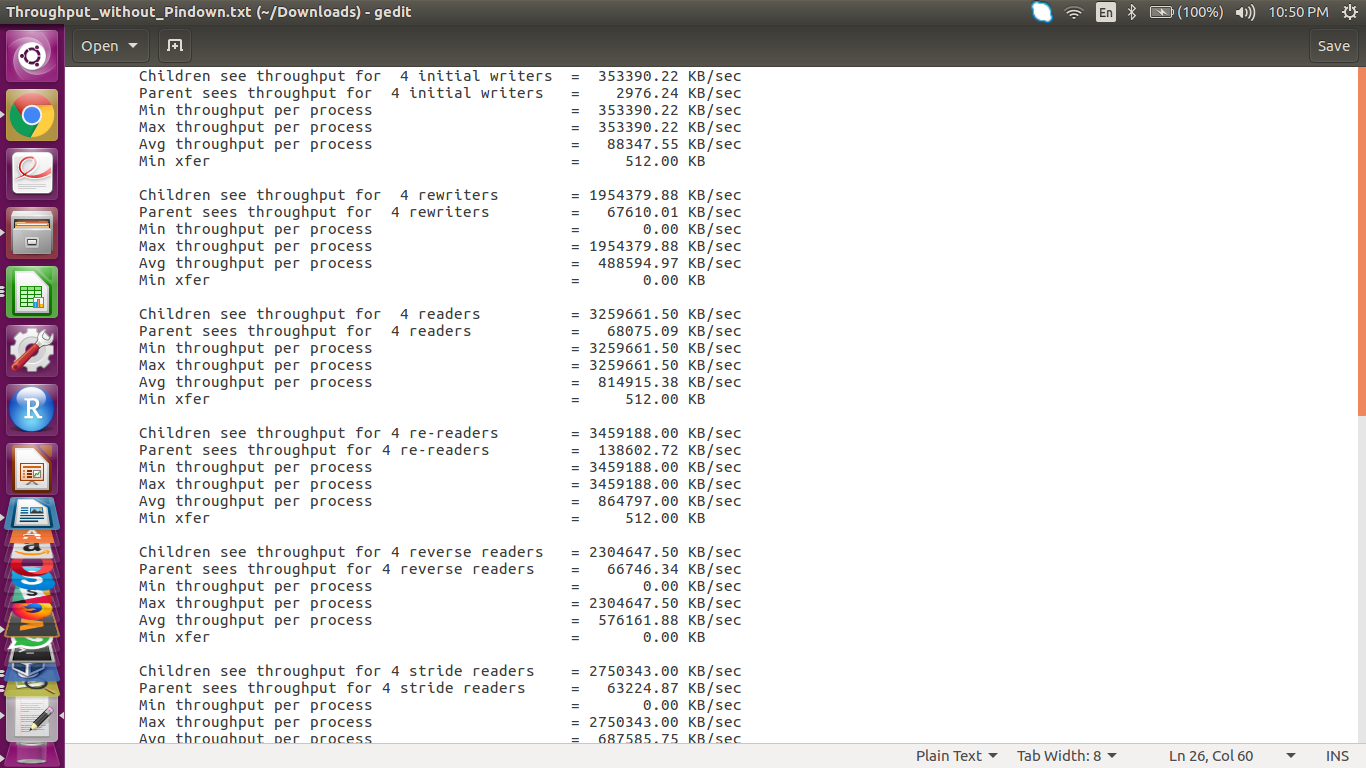 Throughput_without_Pindown.txt (~/Downloads) - gedit
En (100%) 10:50 PM
Open Save
Children see throughput for  4 initial writers  =  353390.22 KB/sec
Parent sees throughput for  4 initial writers   =    2976.24 KB/sec
Min throughput per process                      =  353390.22 KB/sec
Max throughput per process                      =  353390.22 KB/sec
Avg throughput per process                      =   88347.55 KB/sec
Min xfer                                        =     512.00 KB

Children see throughput for  4 rewriters        = 1954379.88 KB/sec
Parent sees throughput for  4 rewriters         =   67610.01 KB/sec
Min throughput per process                      =       0.00 KB/sec
Max throughput per process                      = 1954379.88 KB/sec
Avg throughput per process                      =  488594.97 KB/sec
Min xfer                                        =       0.00 KB

Children see throughput for  4 readers          = 3259661.50 KB/sec
Parent sees throughput for  4 readers           =   68075.09 KB/sec
Min throughput per process                      = 3259661.50 KB/sec
Max throughput per process                      = 3259661.50 KB/sec
Avg throughput per process                      =  814915.38 KB/sec
Min xfer                                        =     512.00 KB

Children see throughput for 4 re-readers        = 3459188.00 KB/sec
Parent sees throughput for 4 re-readers         =  138602.72 KB/sec
Min throughput per process                      = 3459188.00 KB/sec
Max throughput per process                      = 3459188.00 KB/sec
Avg throughput per process                      =  864797.00 KB/sec
Min xfer                                        =     512.00 KB

Children see throughput for 4 reverse readers   = 2304647.50 KB/sec
Parent sees throughput for 4 reverse readers    =   66746.34 KB/sec
Min throughput per process                      =       0.00 KB/sec
Max throughput per process                      = 2304647.50 KB/sec
Avg throughput per process                      =  576161.88 KB/sec
Min xfer                                        =       0.00 KB

Children see throughput for 4 stride readers    = 2750343.00 KB/sec
Parent sees throughput for 4 stride readers     =   63224.87 KB/sec
Min throughput per process                      =       0.00 KB/sec
Max throughput per process                      = 2750343.00 KB/sec
Avg throughput per process                      =  687585.75 KB/sec
R
a
S
Plain Text Tab Width: 8 Ln 26, Col 60 INS